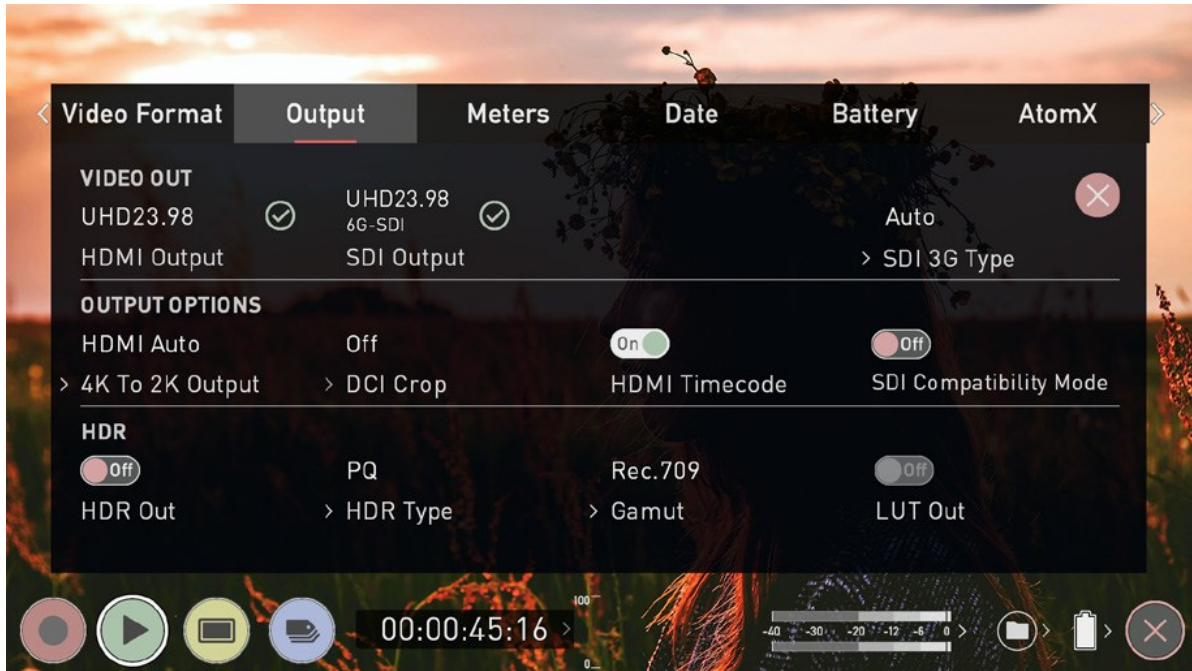 Video Format Output Meters Date Battery AtomX
VIDEO OUT
UHD23.98 UHD23.98 Auto
6G-SDI
HDMI Output SDI Output SDI 3G Type
OUTPUT OPTIONS
HDMI Auto Off On Off
4K To 2K Output DCI Crop HDMI Timecode SDI Compatibility Mode
HDR
Off PQ Rec.709 Off
HDR Out HDR Type Gamut LUT Out
100
00:00:45:16
-40 -30 -20 -12 -6 0
0